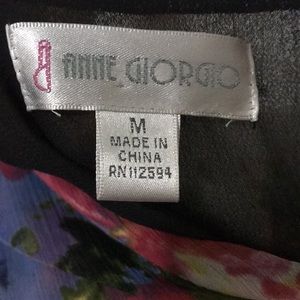 ANNE GIORGIO
M
MADE IN
CHINA
RN112594